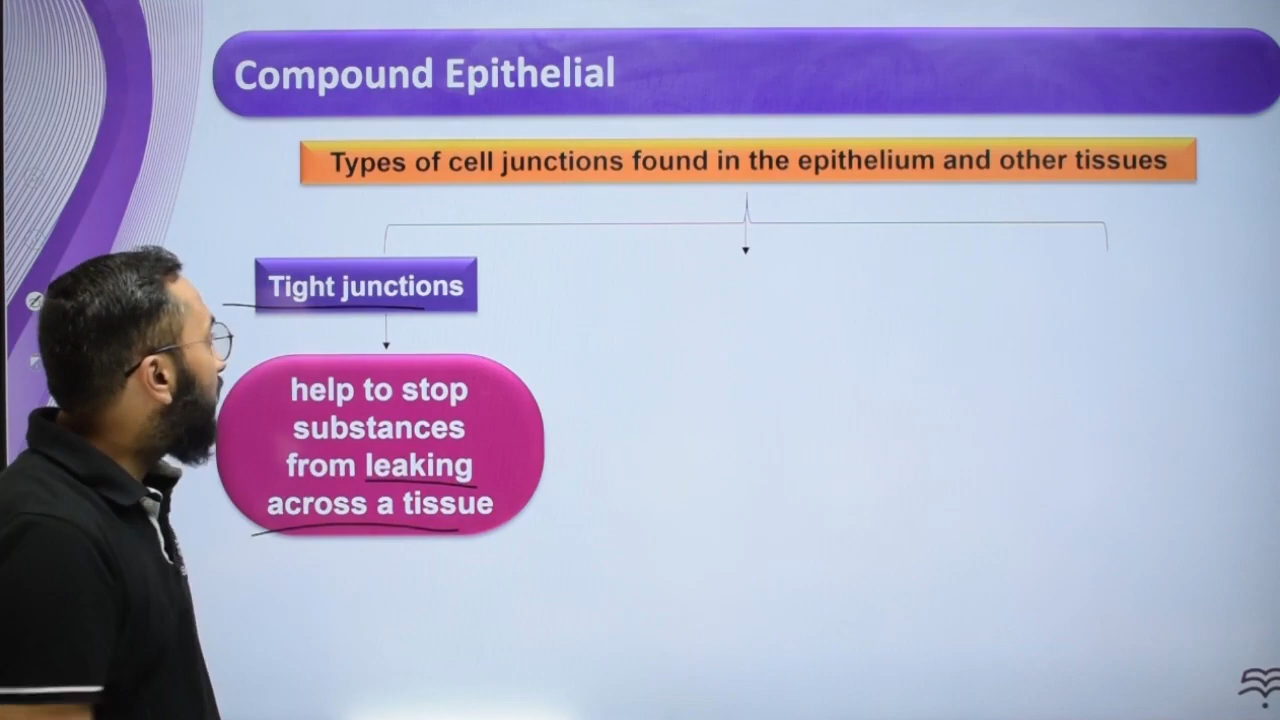 Compound Epithelial
Types of cell junctions found in the epithelium and other tissues
Tight junctions
help to stop
substances
from leaking
across a tissue